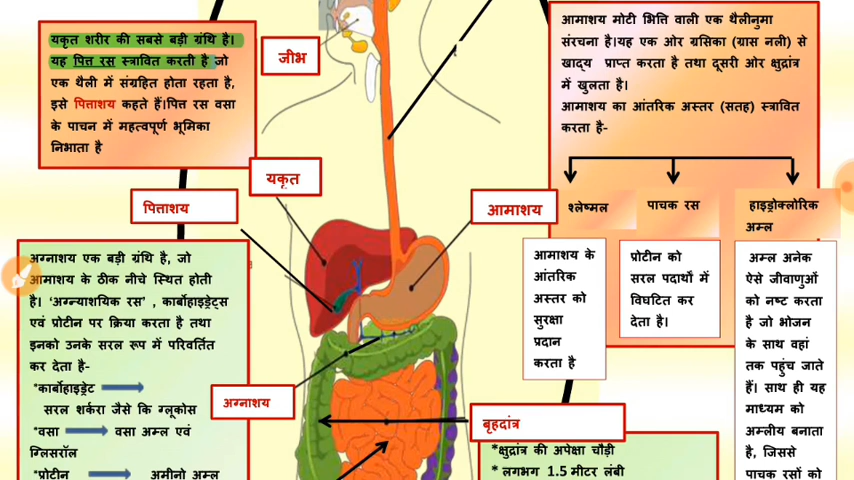 यकृत शरीर की सबसे बड़ी ग्रंथि है।
यह पित्त रस स्त्रावित करती है जो
एक थैली में संग्रहित होता रहता है,
इसे पित्ताशय कहते हैं।पित्त रस वसा
के पाचन में महत्वपूर्ण भूमिका
निभाता है
जीभ
आमाशय मोटी भित्ति वाली एक थैलीनुमा
संरचना है।यह एक ओर ग्रसिका (ग्रास नली) से
खाद्य प्राप्त करता है तथा दूसरी ओर क्षुद्रांत्र
में खुलता है।
आमाशय का आंतरिक अस्तर (सतह) स्त्रावित
करता है-
श्लेष्मल
पाचक रस
हाइड्रोक्लोरिक
अम्ल
आमाशय के
आंतरिक
अस्तर को
सुरक्षा
प्रदान
करता है
प्रोटीन को
सरल पदार्थों में
विघटित कर
देता है।
अम्ल अनेक
ऐसे जीवाणुओं
को नष्ट करता
है जो भोजन
के साथ वहां
तक पहुंच जाते
हैं। साथ ही यह
माध्यम को
अम्लीय बनाता
है, जिससे
पाचक रसों को
यकृत
पित्ताशय
आमाशय
अग्नाशय एक बड़ी ग्रंथि है, जो
आमाशय के ठीक नीचे स्थित होती
है। 'अग्न्याशयिक रस' , कार्बोहाइड्रेट्स
एवं प्रोटीन पर क्रिया करता है तथा
इनको उनके सरल रूप में परिवर्तित
कर देता है-
*कार्बोहाइड्रेट
सरल शर्करा जैसे कि ग्लूकोस
*वसा वसा अम्ल एवं
ग्लिसरॉल
*प्रोटीन अमीनो अम्ल
अग्नाशय
बृहदांत्र
*क्षुद्रांत्र की अपेक्षा चौड़ी
* लगभग 1.5 मीटर लंबी